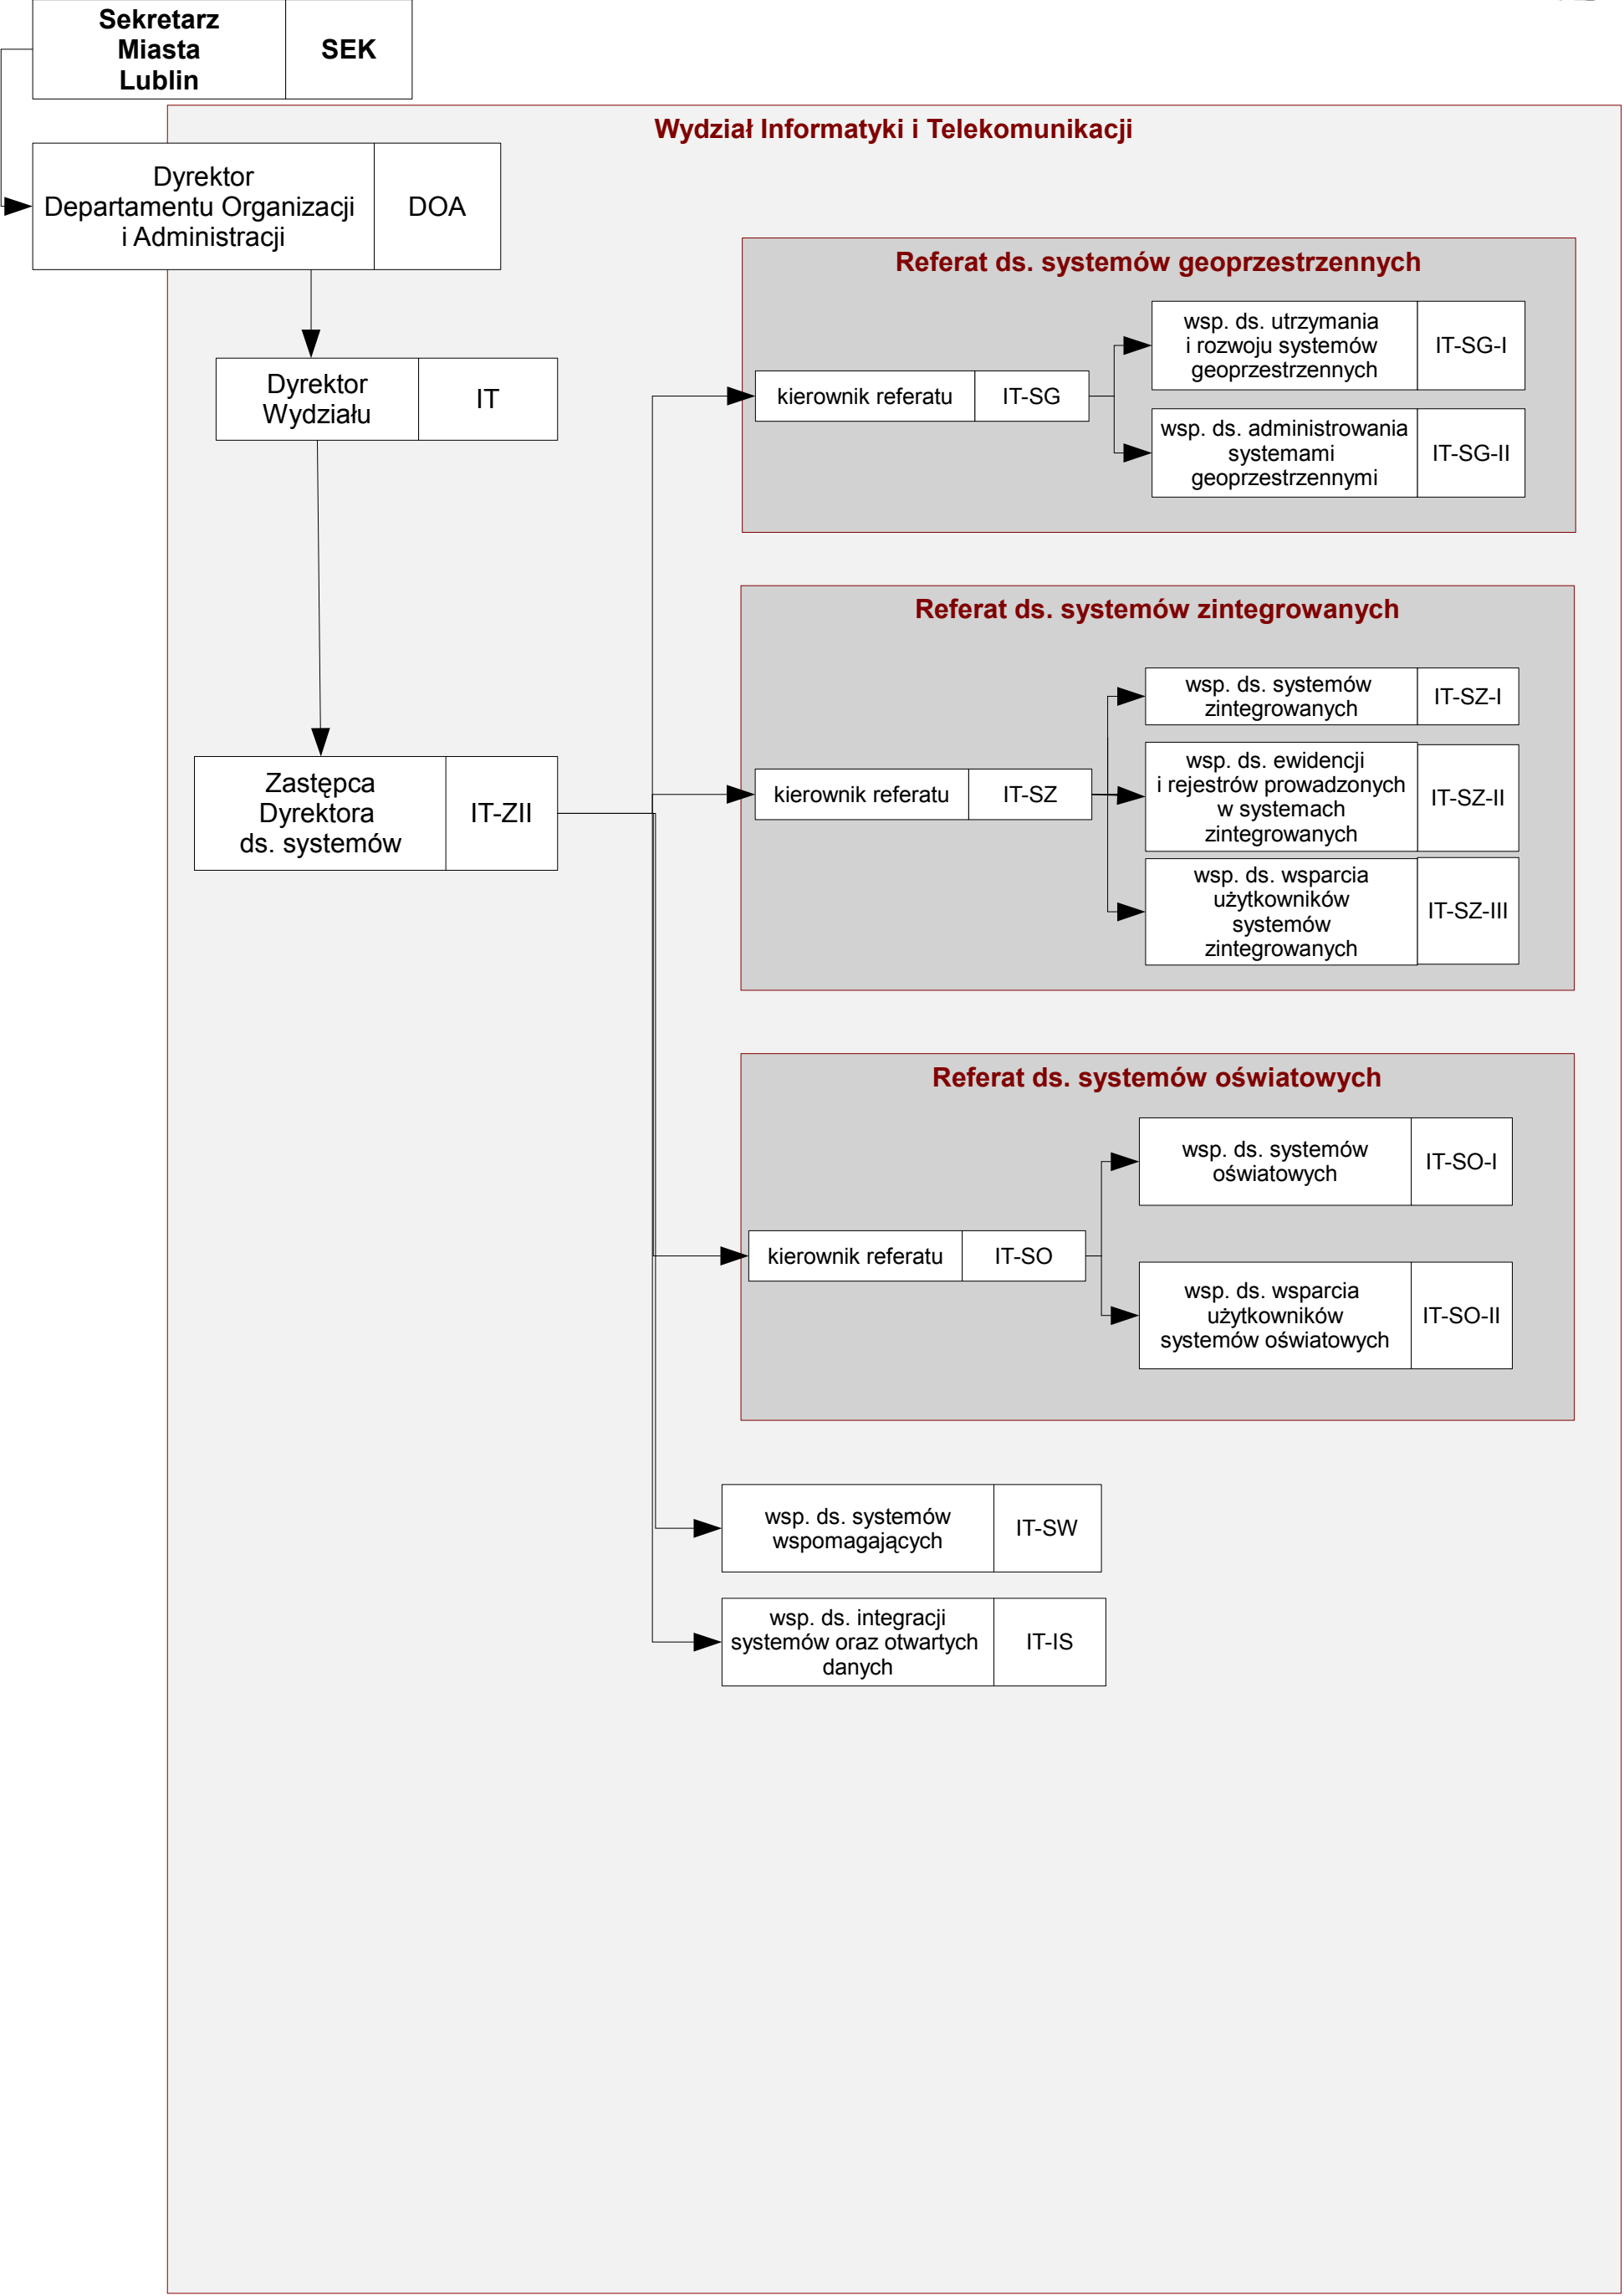 Sekretarz
Miasta
Lublin
SEK
Wydział Informatyki i Telekomunikacji
Dyrektor
Departamentu Organizacji
i Administracji
DOA
Dyrektor
Wydziału
IT
Zastępca
Dyrektora
ds. systemów
IT-ZII
Referat ds. systemów geoprzestrzennych
kierownik referatu
IT-SG
wsp. ds. utrzymania
i rozwoju systemów
geoprzestrzennych
IT-SG-I
wsp. ds. administrowania
systemami
geoprzestrzennymi
IT-SG-II
Referat ds. systemów zintegrowanych
kierownik referatu
IT-SZ
wsp. ds. systemów
zintegrowanych
IT-SZ-I
wsp. ds. ewidencji
i rejestrów prowadzonych
w systemach
zintegrowanych
IT-SZ-II
wsp. ds. wsparcia
użytkowników
systemów
zintegrowanych
IT-SZ-III
Referat ds. systemów oświatowych
kierownik referatu
IT-SO
wsp. ds. systemów
oświatowych
IT-SO-I
wsp. ds. wsparcia
użytkowników
systemów oświatowych
IT-SO-II
wsp. ds. systemów
wspomagających
IT-SW
wsp. ds. integracji
systemów oraz otwartych
danych
IT-IS